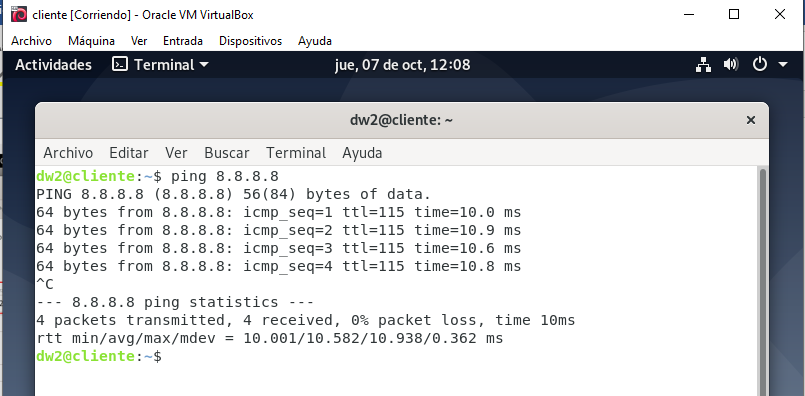 cliente [Corriendo] - Oracle VM VirtualBox
Archivo Máquina Ver Entrada Dispositivos Ayuda
Actividades Terminal jue, 07 de oct, 12:08
dw2@cliente: ~
Archivo Editar Ver Buscar Terminal Ayuda
dw2@cliente:~$ ping 8.8.8.8
PING 8.8.8.8 (8.8.8.8) 56(84) bytes of data.
64 bytes from 8.8.8.8: icmp_seq=1 ttl=115 time=10.0 ms
64 bytes from 8.8.8.8: icmp_seq=2 ttl=115 time=10.9 ms
64 bytes from 8.8.8.8: icmp_seq=3 ttl=115 time=10.6 ms
64 bytes from 8.8.8.8: icmp_seq=4 ttl=115 time=10.8 ms
^C
--- 8.8.8.8 ping statistics ---
4 packets transmitted, 4 received, 0% packet loss, time 10ms
rtt min/avg/max/mdev = 10.001/10.582/10.938/0.362 ms
dw2@cliente:~$